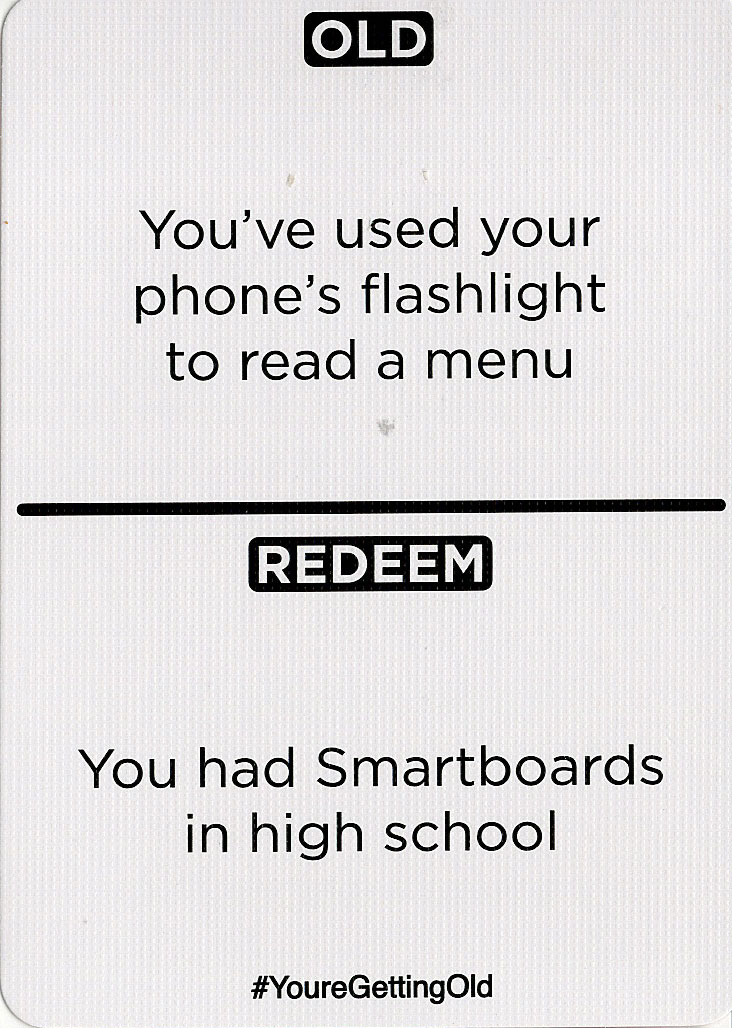 OLD
You've used your
phone's flashlight
to read a menu
REDEEM
You had Smartboards
in high school
#YoureGettingOld